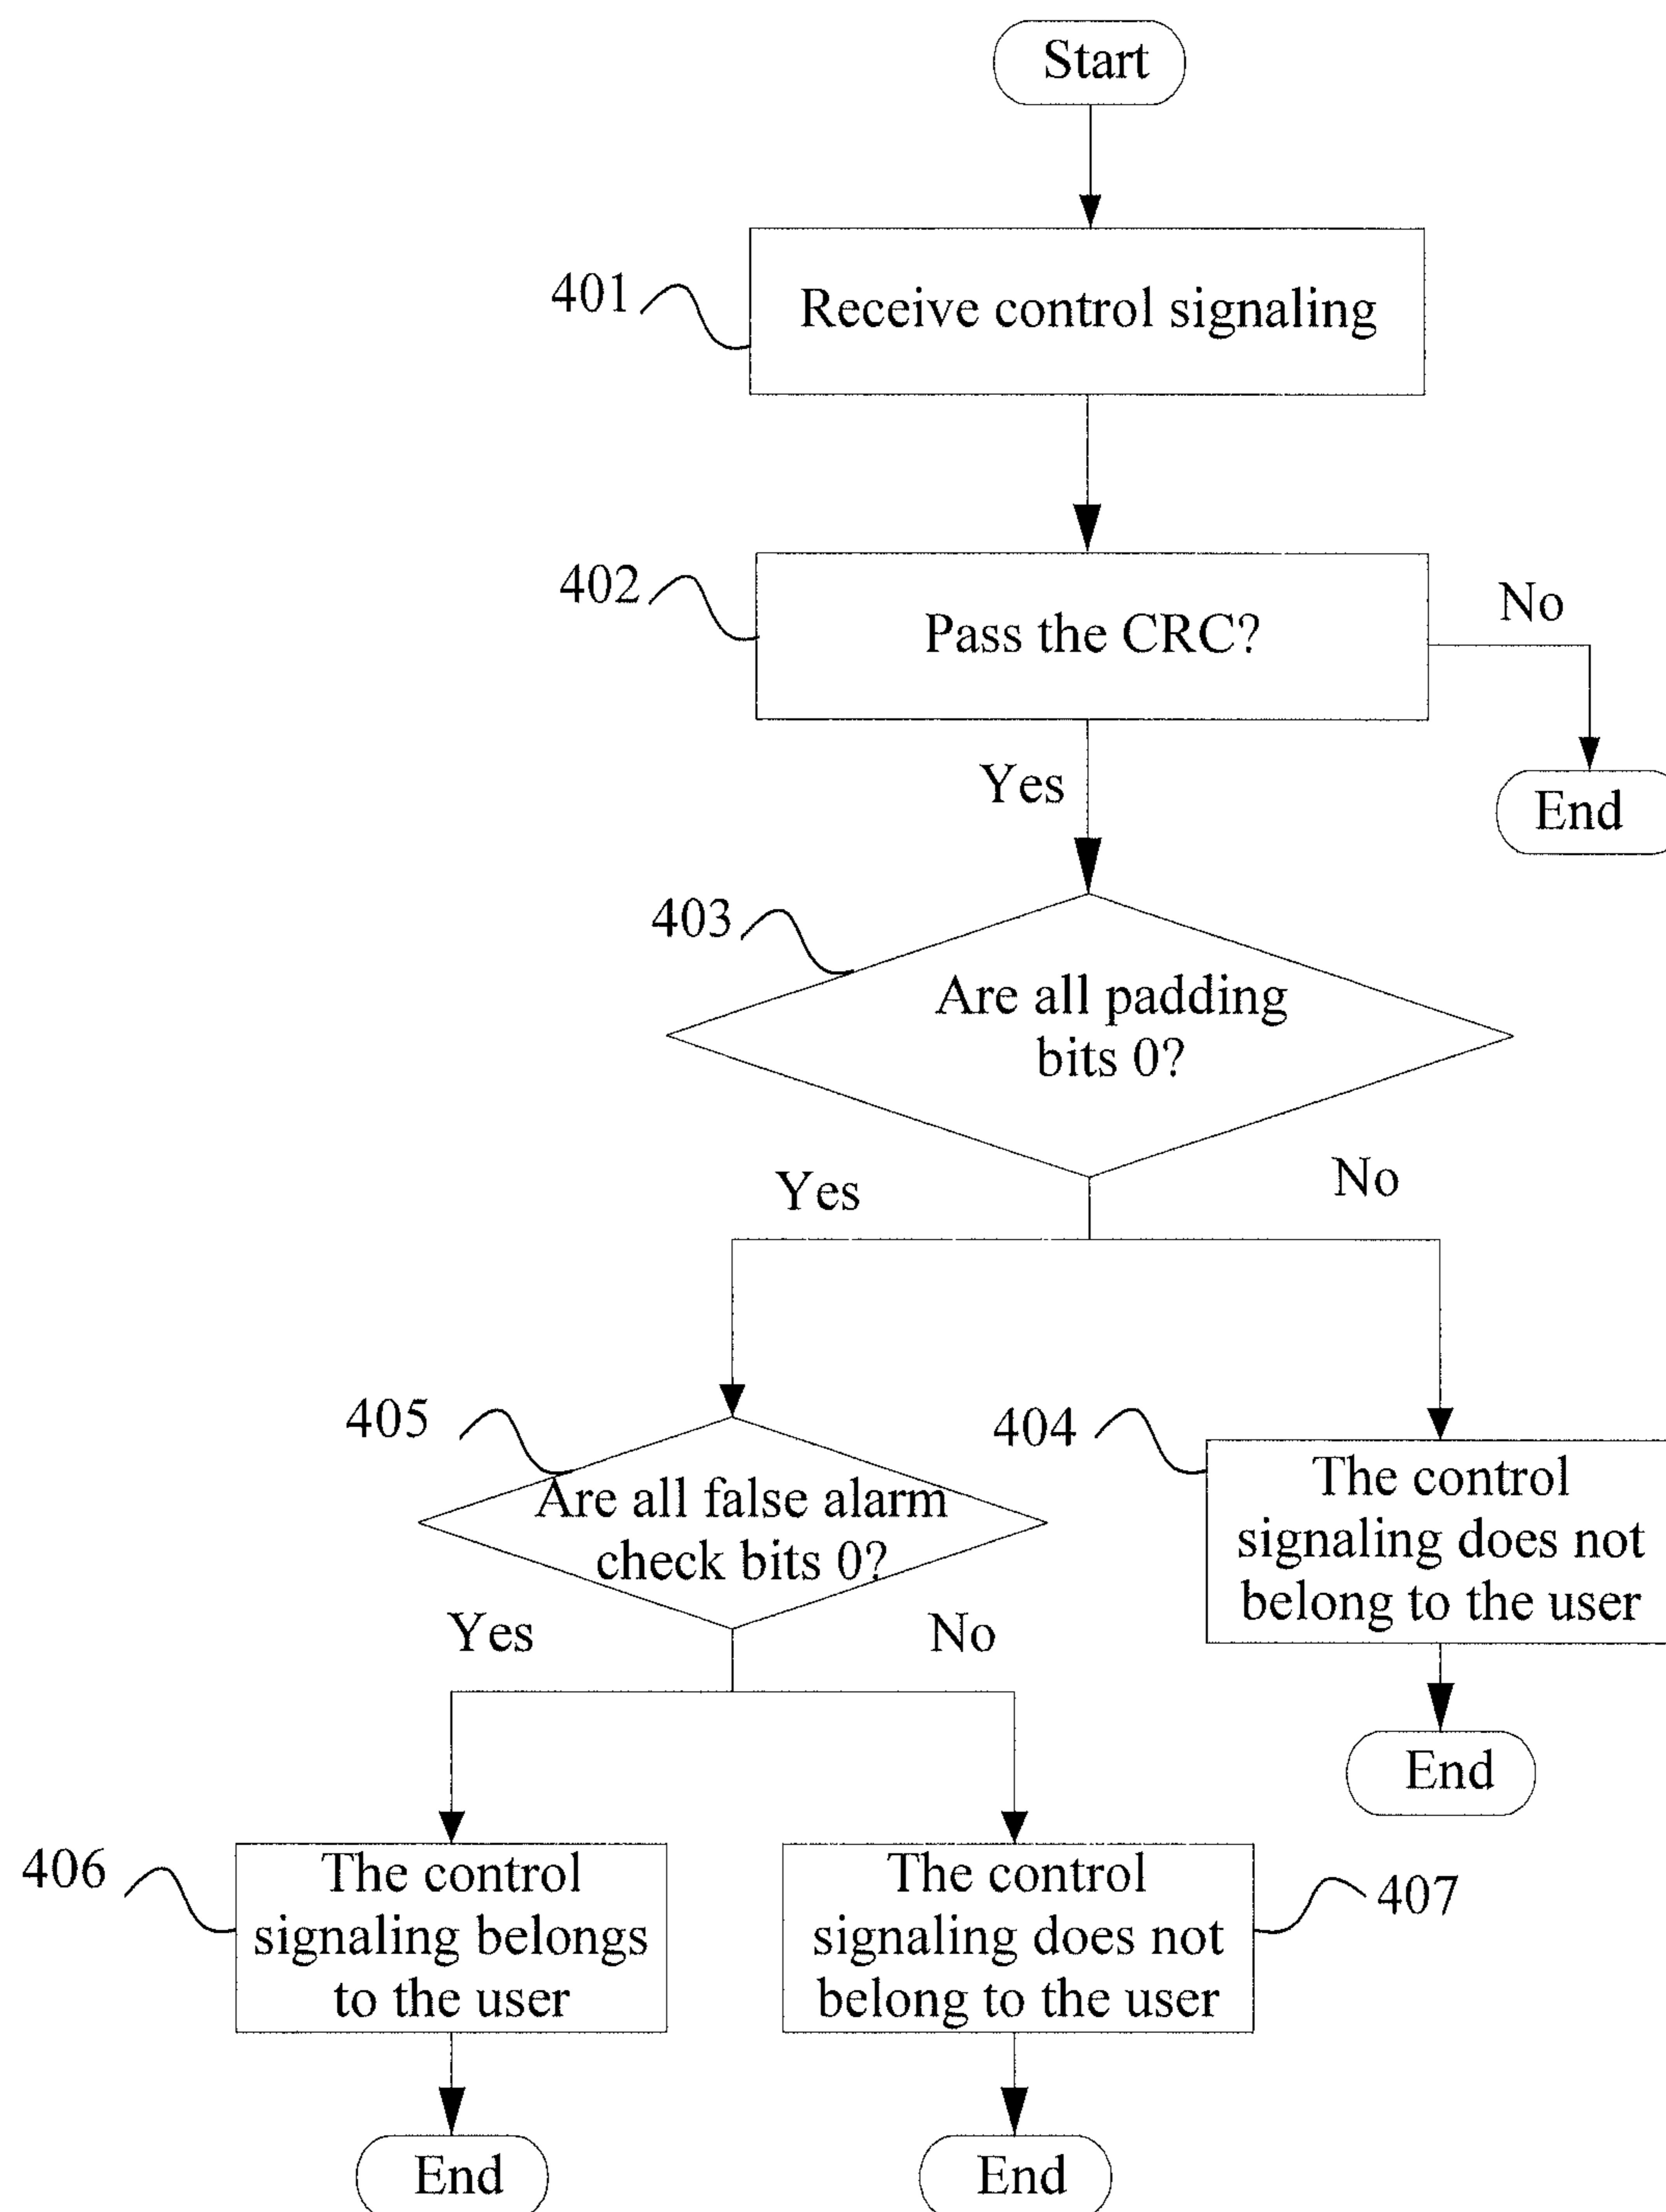 Start
401
Receive control signaling
402
Pass the CRC?
No
Yes
End
403
Are all padding
bits 0?
Yes
No
405
Are all false alarm
check bits 0?
404
The control
signaling does not
belong to the user
Yes
No
End
406
The control
signaling belongs
to the user
The control
signaling does not
belong to the user
407
End
End